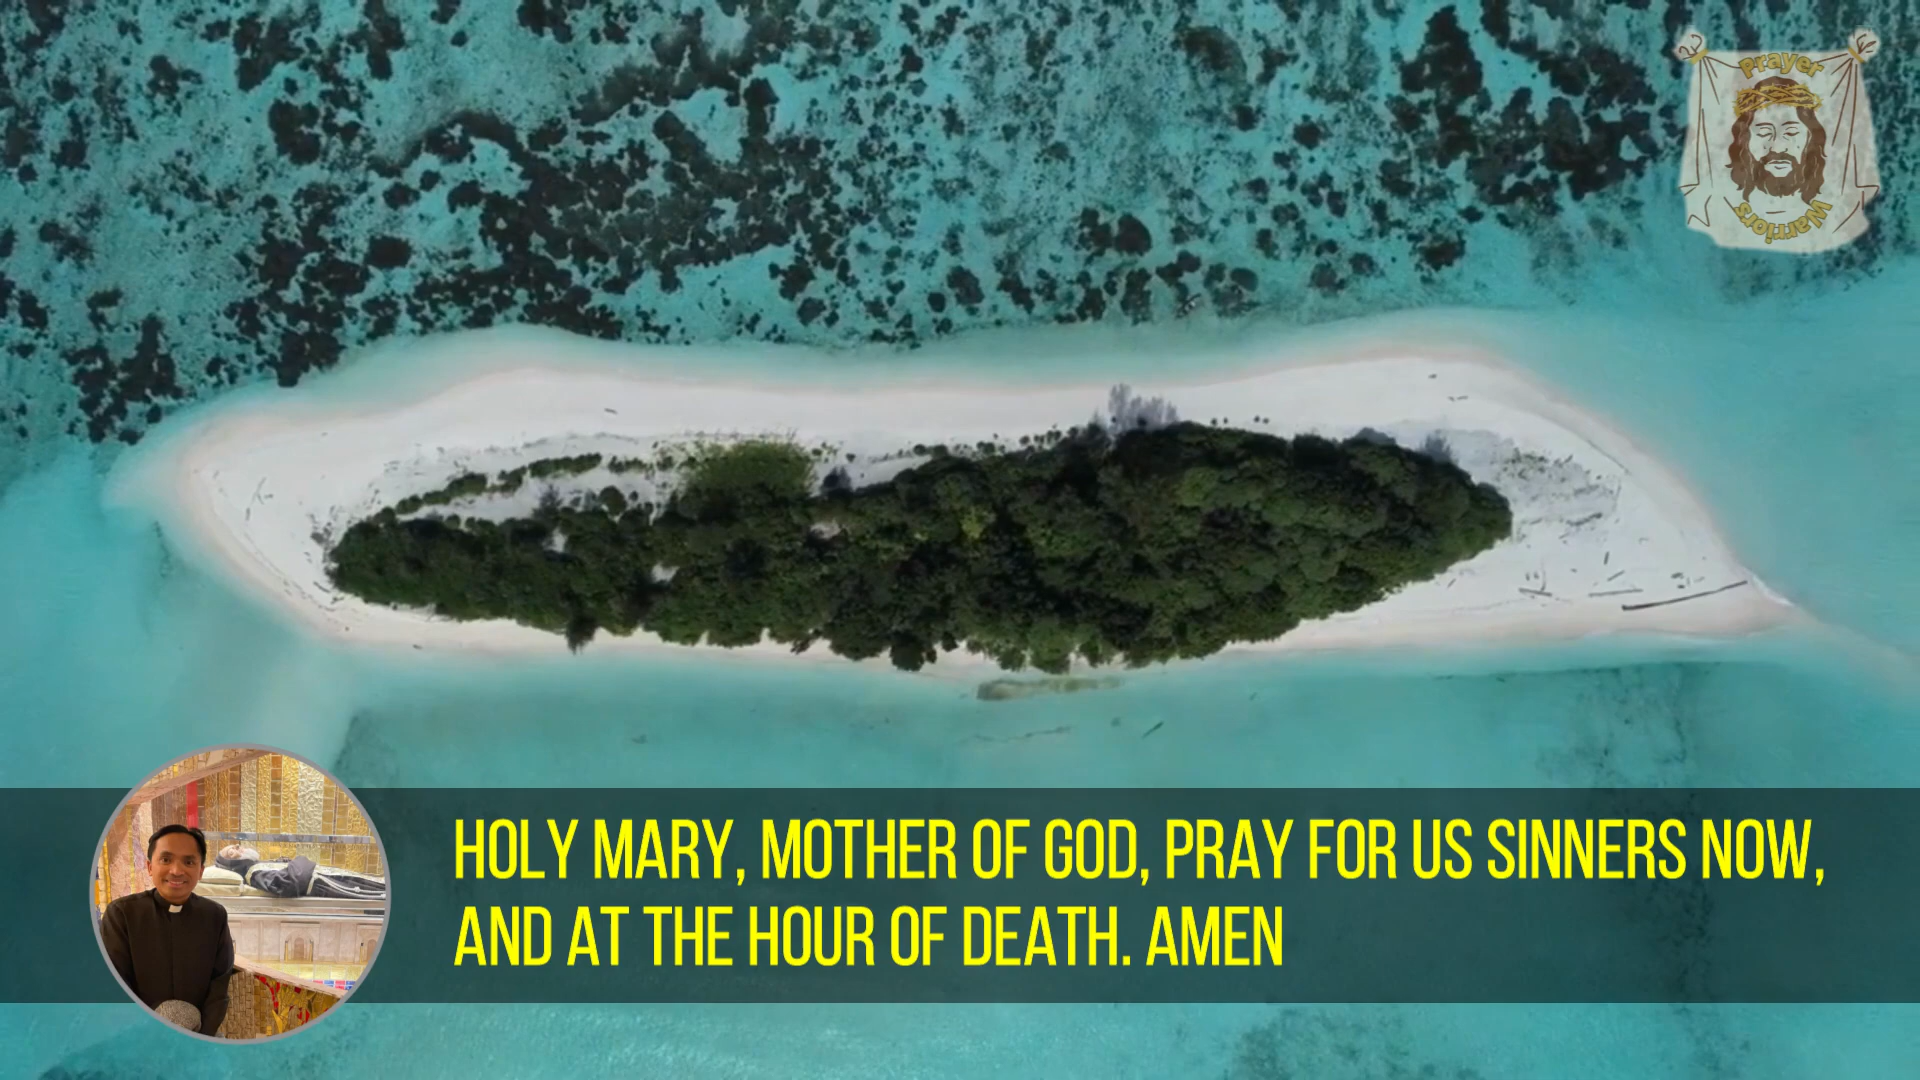 Prayer
Warriors
HOLY MARY, MOTHER OF GOD, PRAY FOR US SINNERS NOW,
AND AT THE HOUR OF DEATH. AMEN